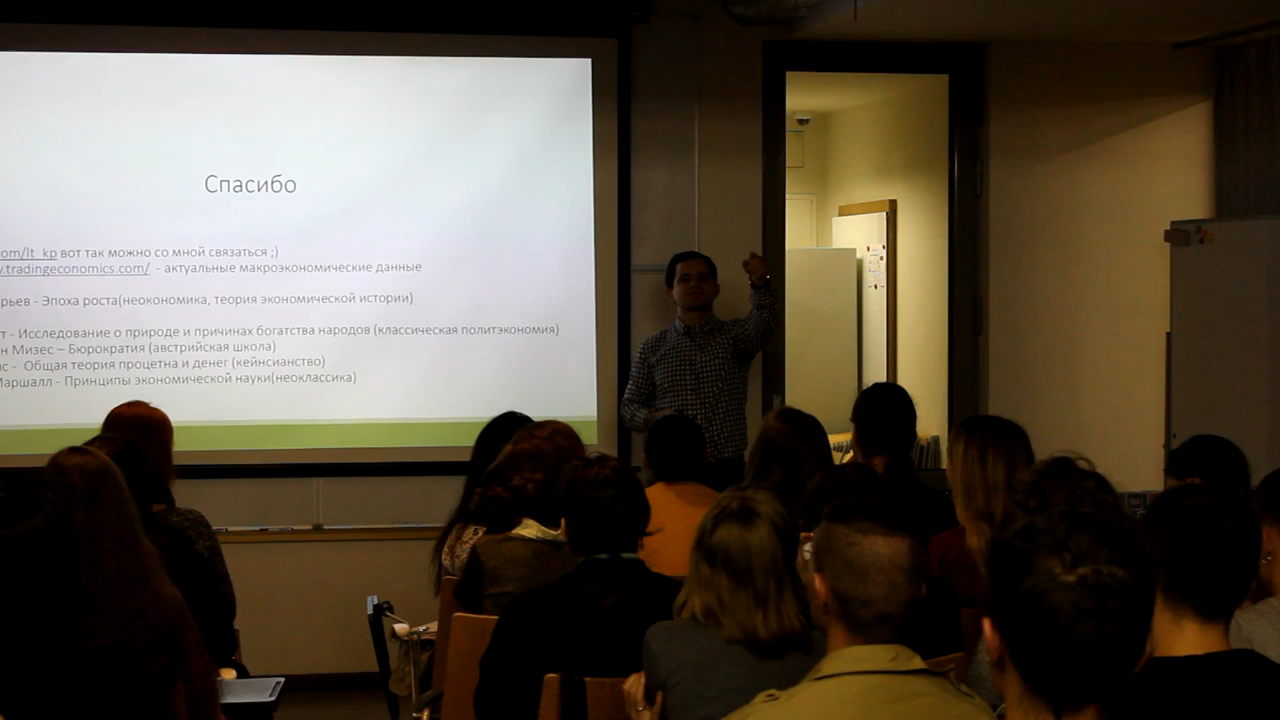 Спасибо
om/lt_kp вот так можно со мной связаться ;)
.tradingeconomics.com/ - актуальные макроэкономические данные
рьев - Эпоха роста(неокономика, теория экономической истории)
т - Исследование о природе и причинах богатства народов (классическая политэкономия)
н Мизес – Бюрократия (австрийская школа)
с - Общая теория процетна и денег (кейнсианство)
Маршалл - Принципы экономической науки(неоклассика)